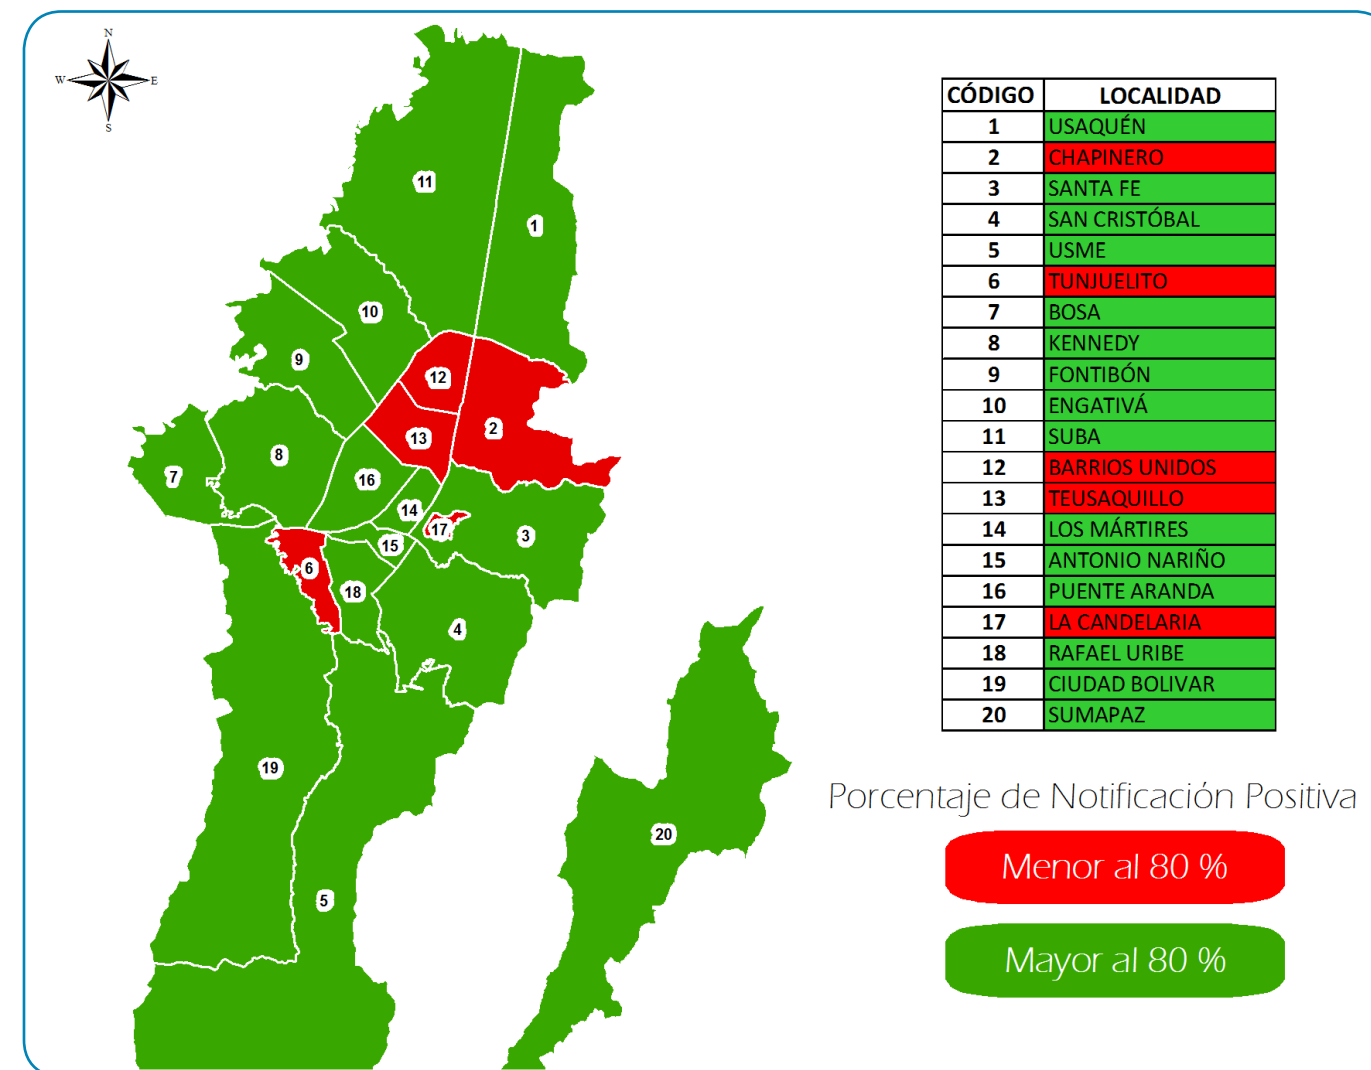 N
W E
S
11
1
10
9
12
2
13
8
7
16
14
17
3
15
6
18
4
19
20
5
CÓDIGO LOCALIDAD
1 USAQUÉN
2 CHAPINERO
3 SANTA FE
4 SAN CRISTÓBAL
5 USME
6 TUNJUELITO
7 BOSA
8 KENNEDY
9 FONTIBÓN
10 ENGATIVÁ
11 SUBA
12 BARRIOS UNIDOS
13 TEUSAQUILLO
14 LOS MÁRTIRES
15 ANTONIO NARIÑO
16 PUENTE ARANDA
17 LA CANDELARIA
18 RAFAEL URIBE
19 CIUDAD BOLIVAR
20 SUMAPAZ
Porcentaje de Notificación Positiva
Menor al 80 %
Mayor al 80 %